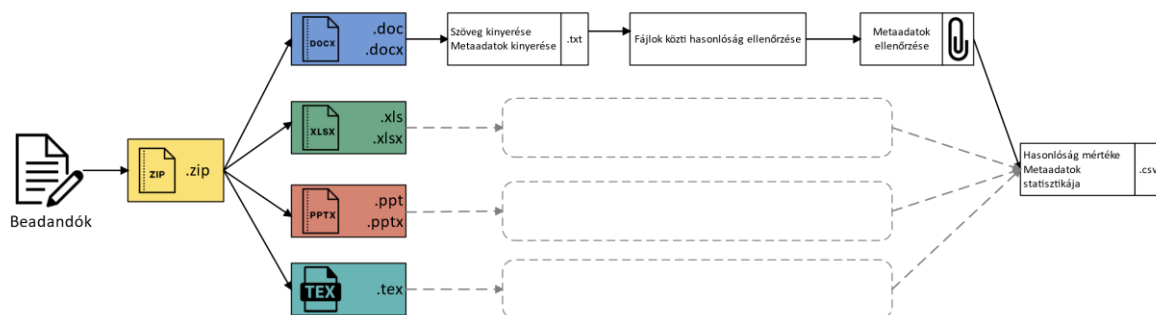 Beadandók
ZIP
.zip
DOCX
.doc
.docx
Szöveg kinyerése
Metaadatok kinyerése
.txt
Fájlok közti hasonlóság ellenőrzése
Metaadatok
ellenőrzése
XLSX
.xls
.xlsx
PPTX
.ppt
.pptx
TEX
.tex
Hasonlóság mértéke
Metaadatok
statisztikája
.csv